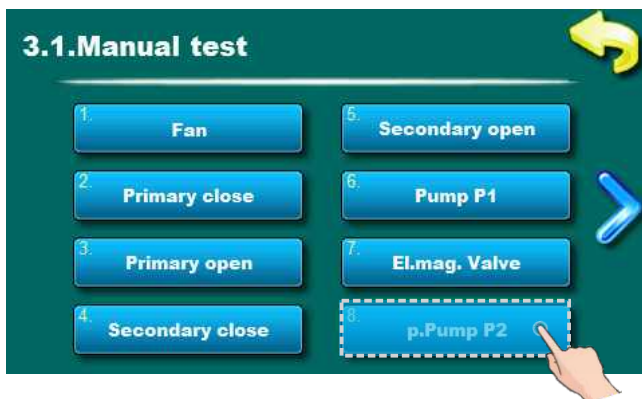 3.1.Manual test
1. Fan
2. Primary close
3. Primary open
4. Secondary close
5. Secondary open
6. Pump P1
7. El.mag. Valve
8. p.Pump P2